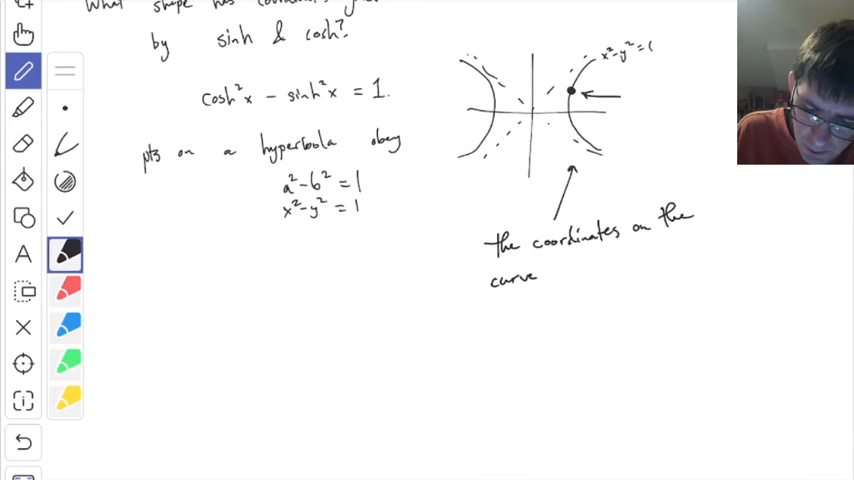 What shape has coordinates given
by sinh & cosh?
cosh²x - sinh²x = 1.
pts on a hyperbola obey
a² - b² = 1
x² - y² = 1
x² - y² = 1
the coordinates on the
curve
A